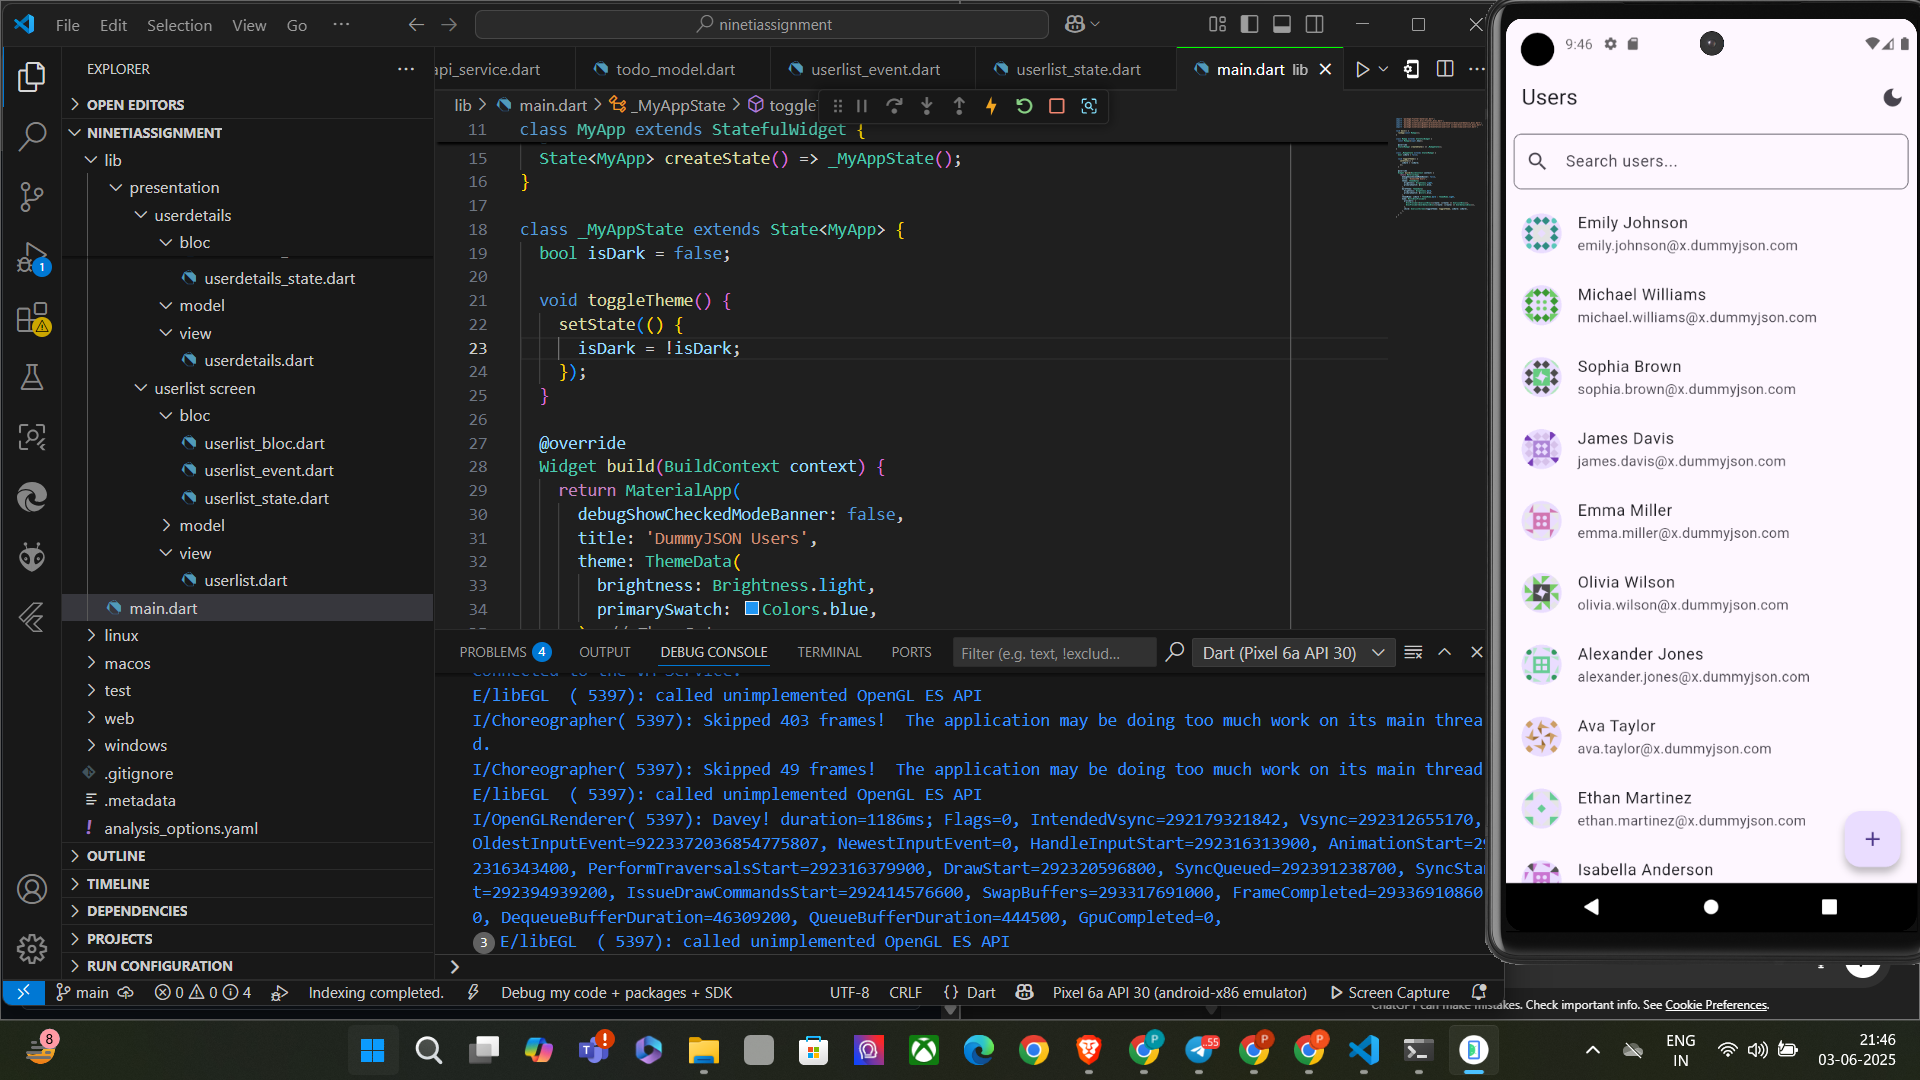 File Edit Selection View Go ··· ninetiassignment
EXPLORER
OPEN EDITORS
NINETIASSIGNMENT
lib
presentation
userdetails
bloc
userdetails_state.dart
model
view
userdetails.dart
userlist screen
bloc
userlist_bloc.dart
userlist_event.dart
userlist_state.dart
model
view
userlist.dart
main.dart
linux
macos
test
web
windows
.gitignore
.metadata
! analysis_options.yaml
OUTLINE
TIMELINE
DEPENDENCIES
PROJECTS
RUN CONFIGURATION
1
api_service.dart todo_model.dart userlist_event.dart userlist_state.dart main.dart lib
lib > main.dart > _MyAppState > toggle
11 class MyApp extends StatefulWidget {
15 State<MyApp> createState() => _MyAppState();
16 }
17
18 class _MyAppState extends State<MyApp> {
19 bool isDark = false;
20
21 void toggleTheme() {
22 setState(() {
23 isDark = !isDark;
24 });
25 }
26
27 @override
28 Widget build(BuildContext context) {
29 return MaterialApp(
30 debugShowCheckedModeBanner: false,
31 title: 'DummyJSON Users',
32 theme: ThemeData(
33 brightness: Brightness.light,
34 primarySwatch: Colors.blue,
PROBLEMS 4 OUTPUT DEBUG CONSOLE TERMINAL PORTS Filter (e.g. text, !exclud... Dart (Pixel 6a API 30)
E/libEGL ( 5397): called unimplemented OpenGL ES API
I/Choreographer( 5397): Skipped 403 frames! The application may be doing too much work on its main threa
d.
I/Choreographer( 5397): Skipped 49 frames! The application may be doing too much work on its main thread
E/libEGL ( 5397): called unimplemented OpenGL ES API
I/OpenGLRenderer( 5397): Davey! duration=1186ms; Flags=0, IntendedVsync=292179321842, Vsync=292312655170,
OldestInputEvent=9223372036854775807, NewestInputEvent=0, HandleInputStart=292316313900, AnimationStart=29
2316343400, PerformTraversalsStart=292316379900, DrawStart=292320596800, SyncQueued=292391238700, SyncStar
t=292394939200, IssueDrawCommandsStart=292414576600, SwapBuffers=293317691000, FrameCompleted=29336910860
0, DequeueBufferDuration=46309200, QueueBufferDuration=444500, GpuCompleted=0,
3 E/libEGL ( 5397): called unimplemented OpenGL ES API
main 0 0 4 Indexing completed. Debug my code + packages + SDK UTF-8 CRLF {} Dart Pixel 6a API 30 (android-x86 emulator) Screen Capture
9:46
Users
Search users...
Emily Johnson
emily.johnson@x.dummyjson.com
Michael Williams
michael.williams@x.dummyjson.com
Sophia Brown
sophia.brown@x.dummyjson.com
James Davis
james.davis@x.dummyjson.com
Emma Miller
emma.miller@x.dummyjson.com
Olivia Wilson
olivia.wilson@x.dummyjson.com
Alexander Jones
alexander.jones@x.dummyjson.com
Ava Taylor
ava.taylor@x.dummyjson.com
Ethan Martinez
ethan.martinez@x.dummyjson.com
+
Isabella Anderson
ChatGPT can make mistakes. Check important info. See Cookie Preferences.
8
.55
P
P
P
ENG
IN
21:46
03-06-2025